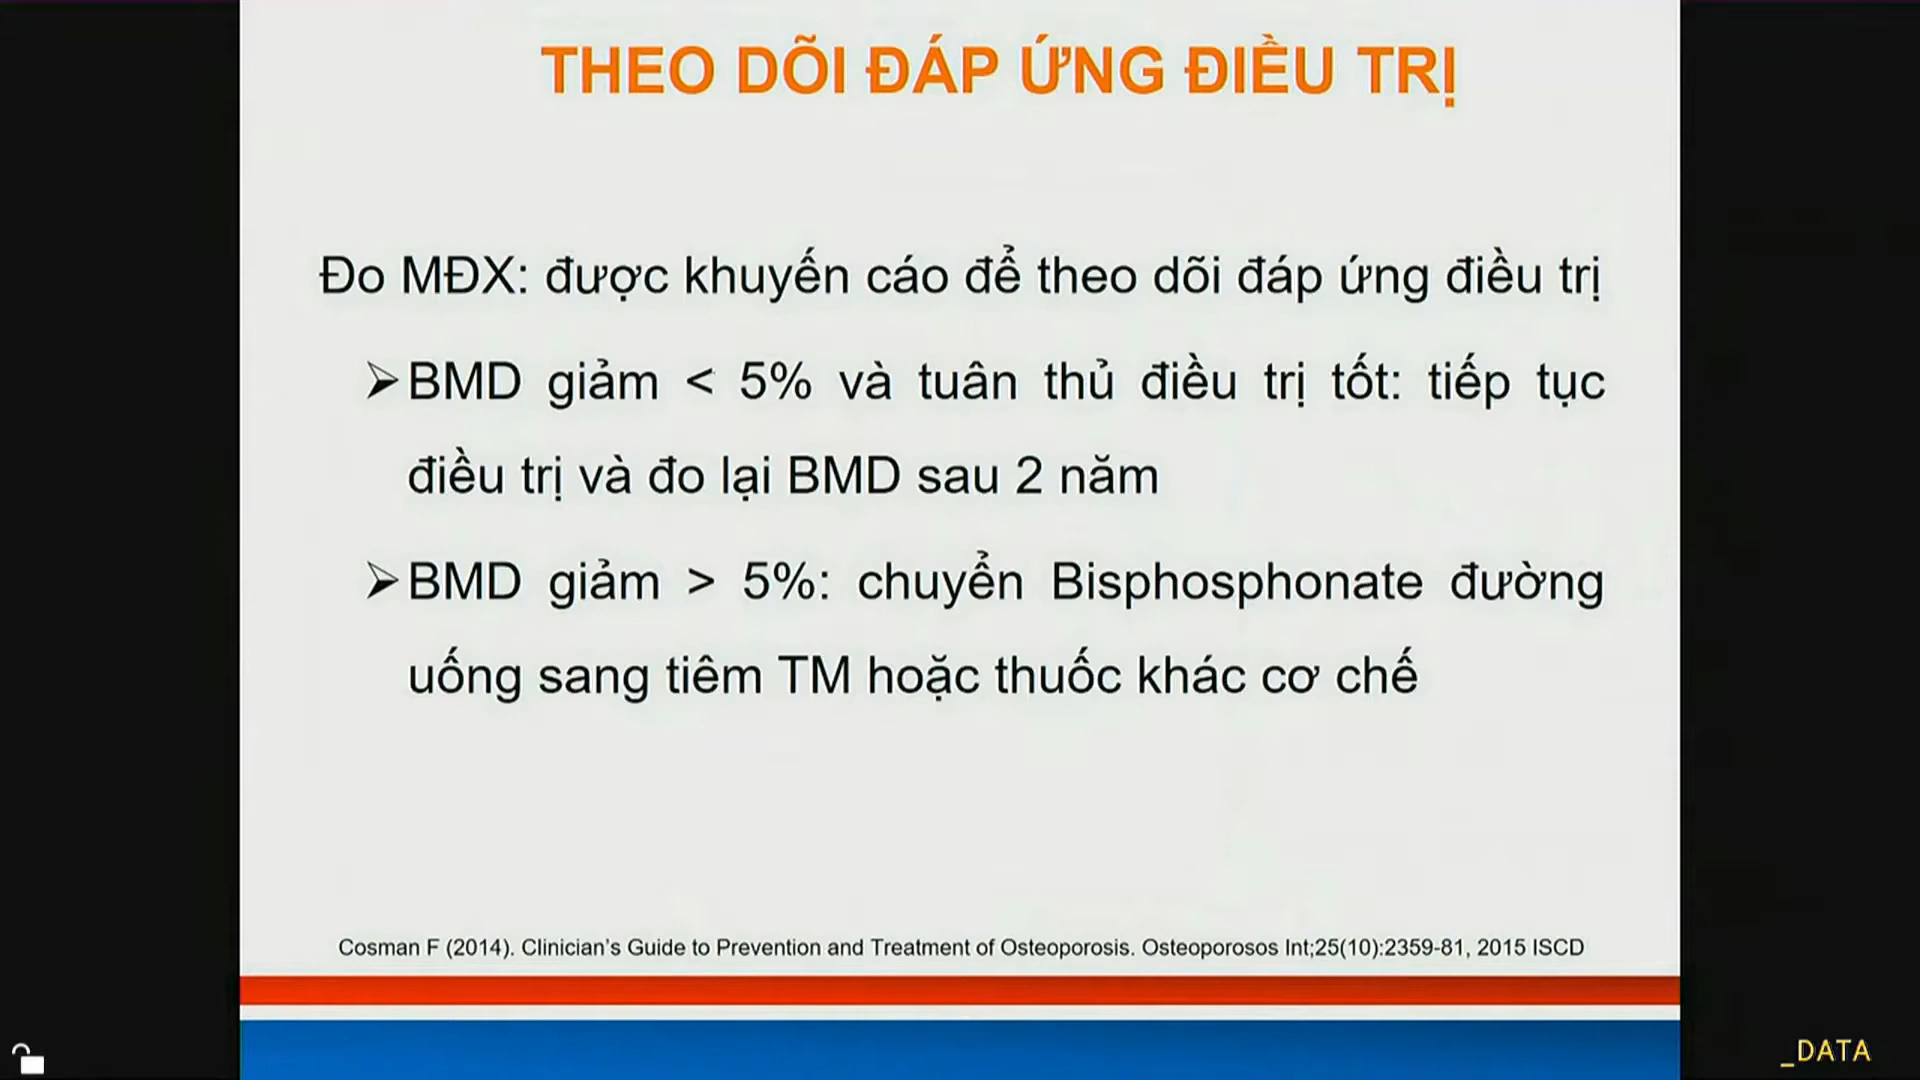 THEO DÕI ĐÁP ỨNG ĐIỀU TRỊ
Đo MĐX: được khuyến cáo để theo dõi đáp ứng điều trị
➢BMD giảm < 5% và tuân thủ điều trị tốt: tiếp tục
điều trị và đo lại BMD sau 2 năm
➢BMD giảm > 5%: chuyển Bisphosphonate đường
uống sang tiêm TM hoặc thuốc khác cơ chế
Cosman F (2014). Clinician’s Guide to Prevention and Treatment of Osteoporosis. Osteoporosos Int;25(10):2359-81, 2015 ISCD
_DATA